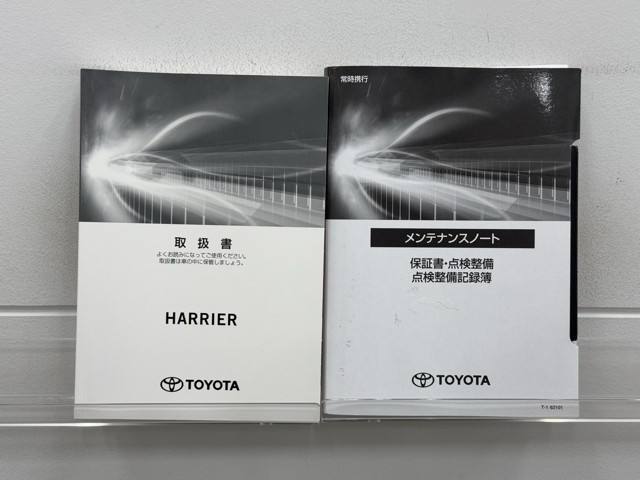 取扱書
よくお読みになってご使用ください。
取扱書は車の中に保管しましょう。
HARRIER
TOYOTA
常時携行
メンテナンスノート
保証書・点検整備
点検整備記録簿
TOYOTA
T-1 62101